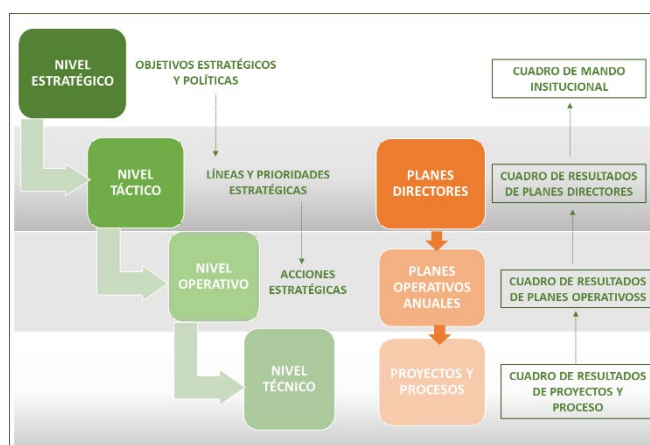 NIVEL
ESTRATÉGICO
OBJETIVOS ESTRATÉGICOS
Y POLÍTICAS
CUADRO DE MANDO
INSITUCIONAL
NIVEL
TÁCTICO
LÍNEAS Y PRIORIDADES
ESTRATÉGICAS
PLANES
DIRECTORES
CUADRO DE RESULTADOS
DE PLANES DIRECTORES
NIVEL
OPERATIVO
ACCIONES
ESTRATÉGICAS
PLANES
OPERATIVOS
ANUALES
CUADRO DE RESULTADOS
DE PLANES OPERATIVOSS
NIVEL
TÉCNICO
PROYECTOS Y
PROCESOS
CUADRO DE RESULTADOS
DE PROYECTOS Y
PROCESO